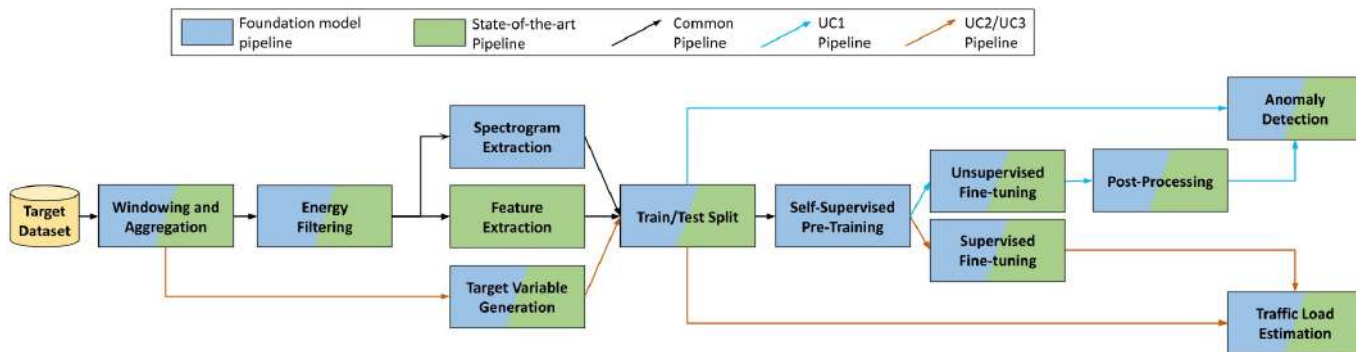 Foundation model
pipeline
State-of-the-art
Pipeline
Common
Pipeline
UC1
Pipeline
UC2/UC3
Pipeline
Target
Dataset
Windowing and
Aggregation
Energy
Filtering
Spectrogram
Extraction
Feature
Extraction
Target Variable
Generation
Train/Test Split
Self-Supervised
Pre-Training
Unsupervised
Fine-tuning
Supervised
Fine-tuning
Post-Processing
Anomaly
Detection
Traffic Load
Estimation